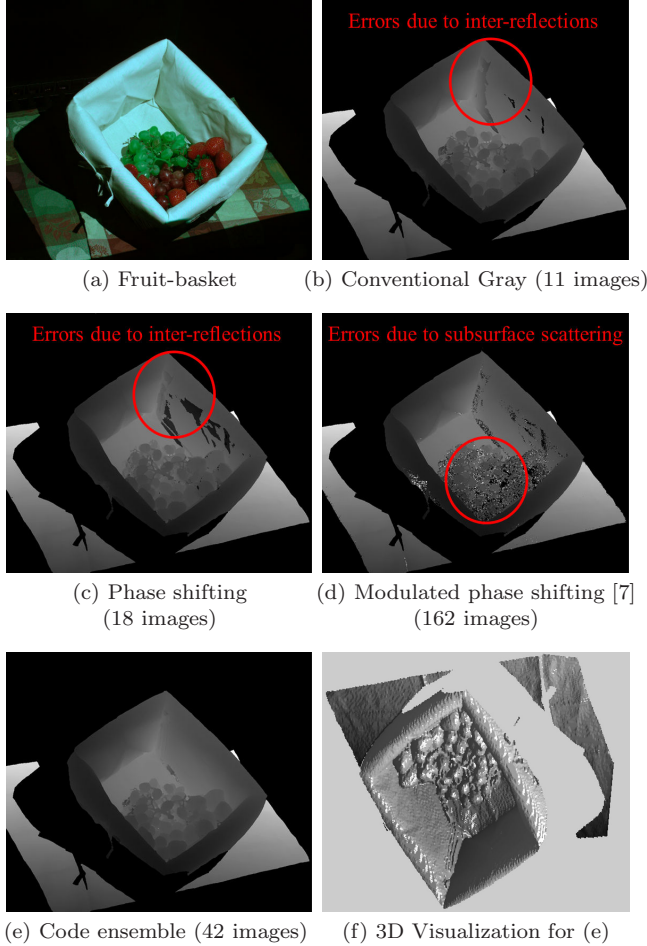 Errors due to inter-reflections
(a) Fruit-basket
(b) Conventional Gray (11 images)
Errors due to inter-reflections
Errors due to subsurface scattering
(c) Phase shifting
(18 images)
(d) Modulated phase shifting [7]
(162 images)
(e) Code ensemble (42 images)
(f) 3D Visualization for (e)